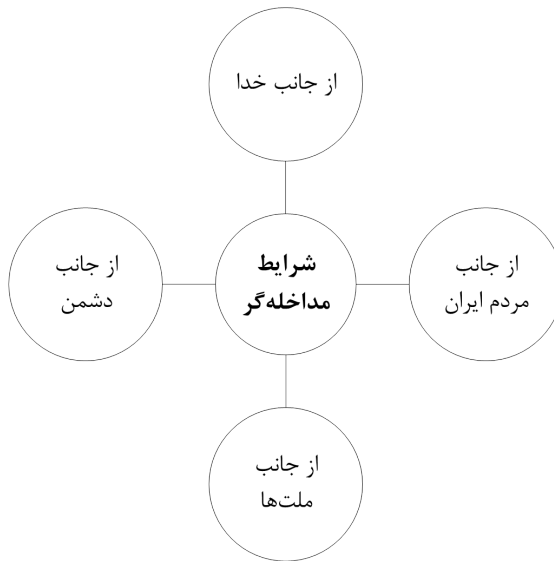 از جانب خدا
از جانب
مردم ایران
شرایط
مداخله‌گر
از جانب
دشمن
از جانب
ملت‌ها